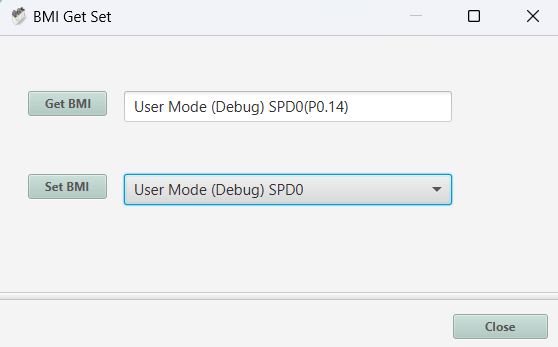 BMI Get Set
Get BMI
User Mode (Debug) SPD0(P0.14)
Set BMI
User Mode (Debug) SPD0
Close